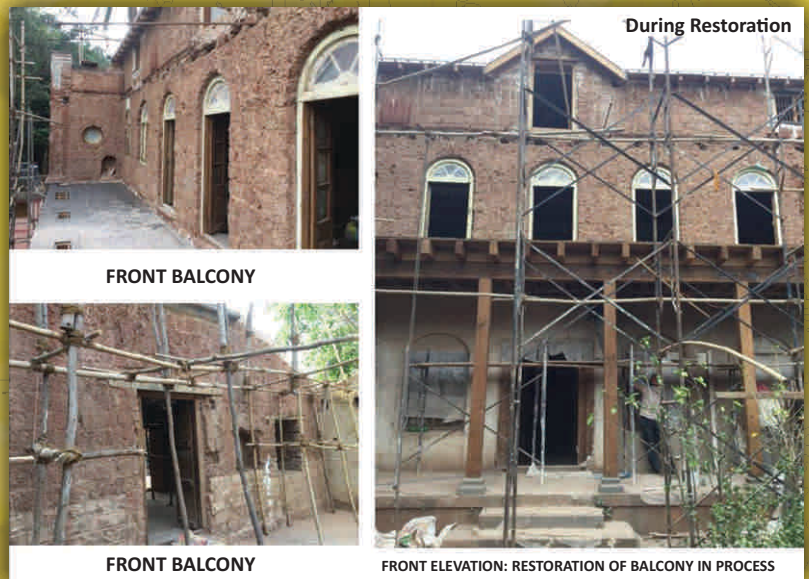 During Restoration
FRONT BALCONY
FRONT BALCONY
FRONT ELEVATION: RESTORATION OF BALCONY IN PROCESS